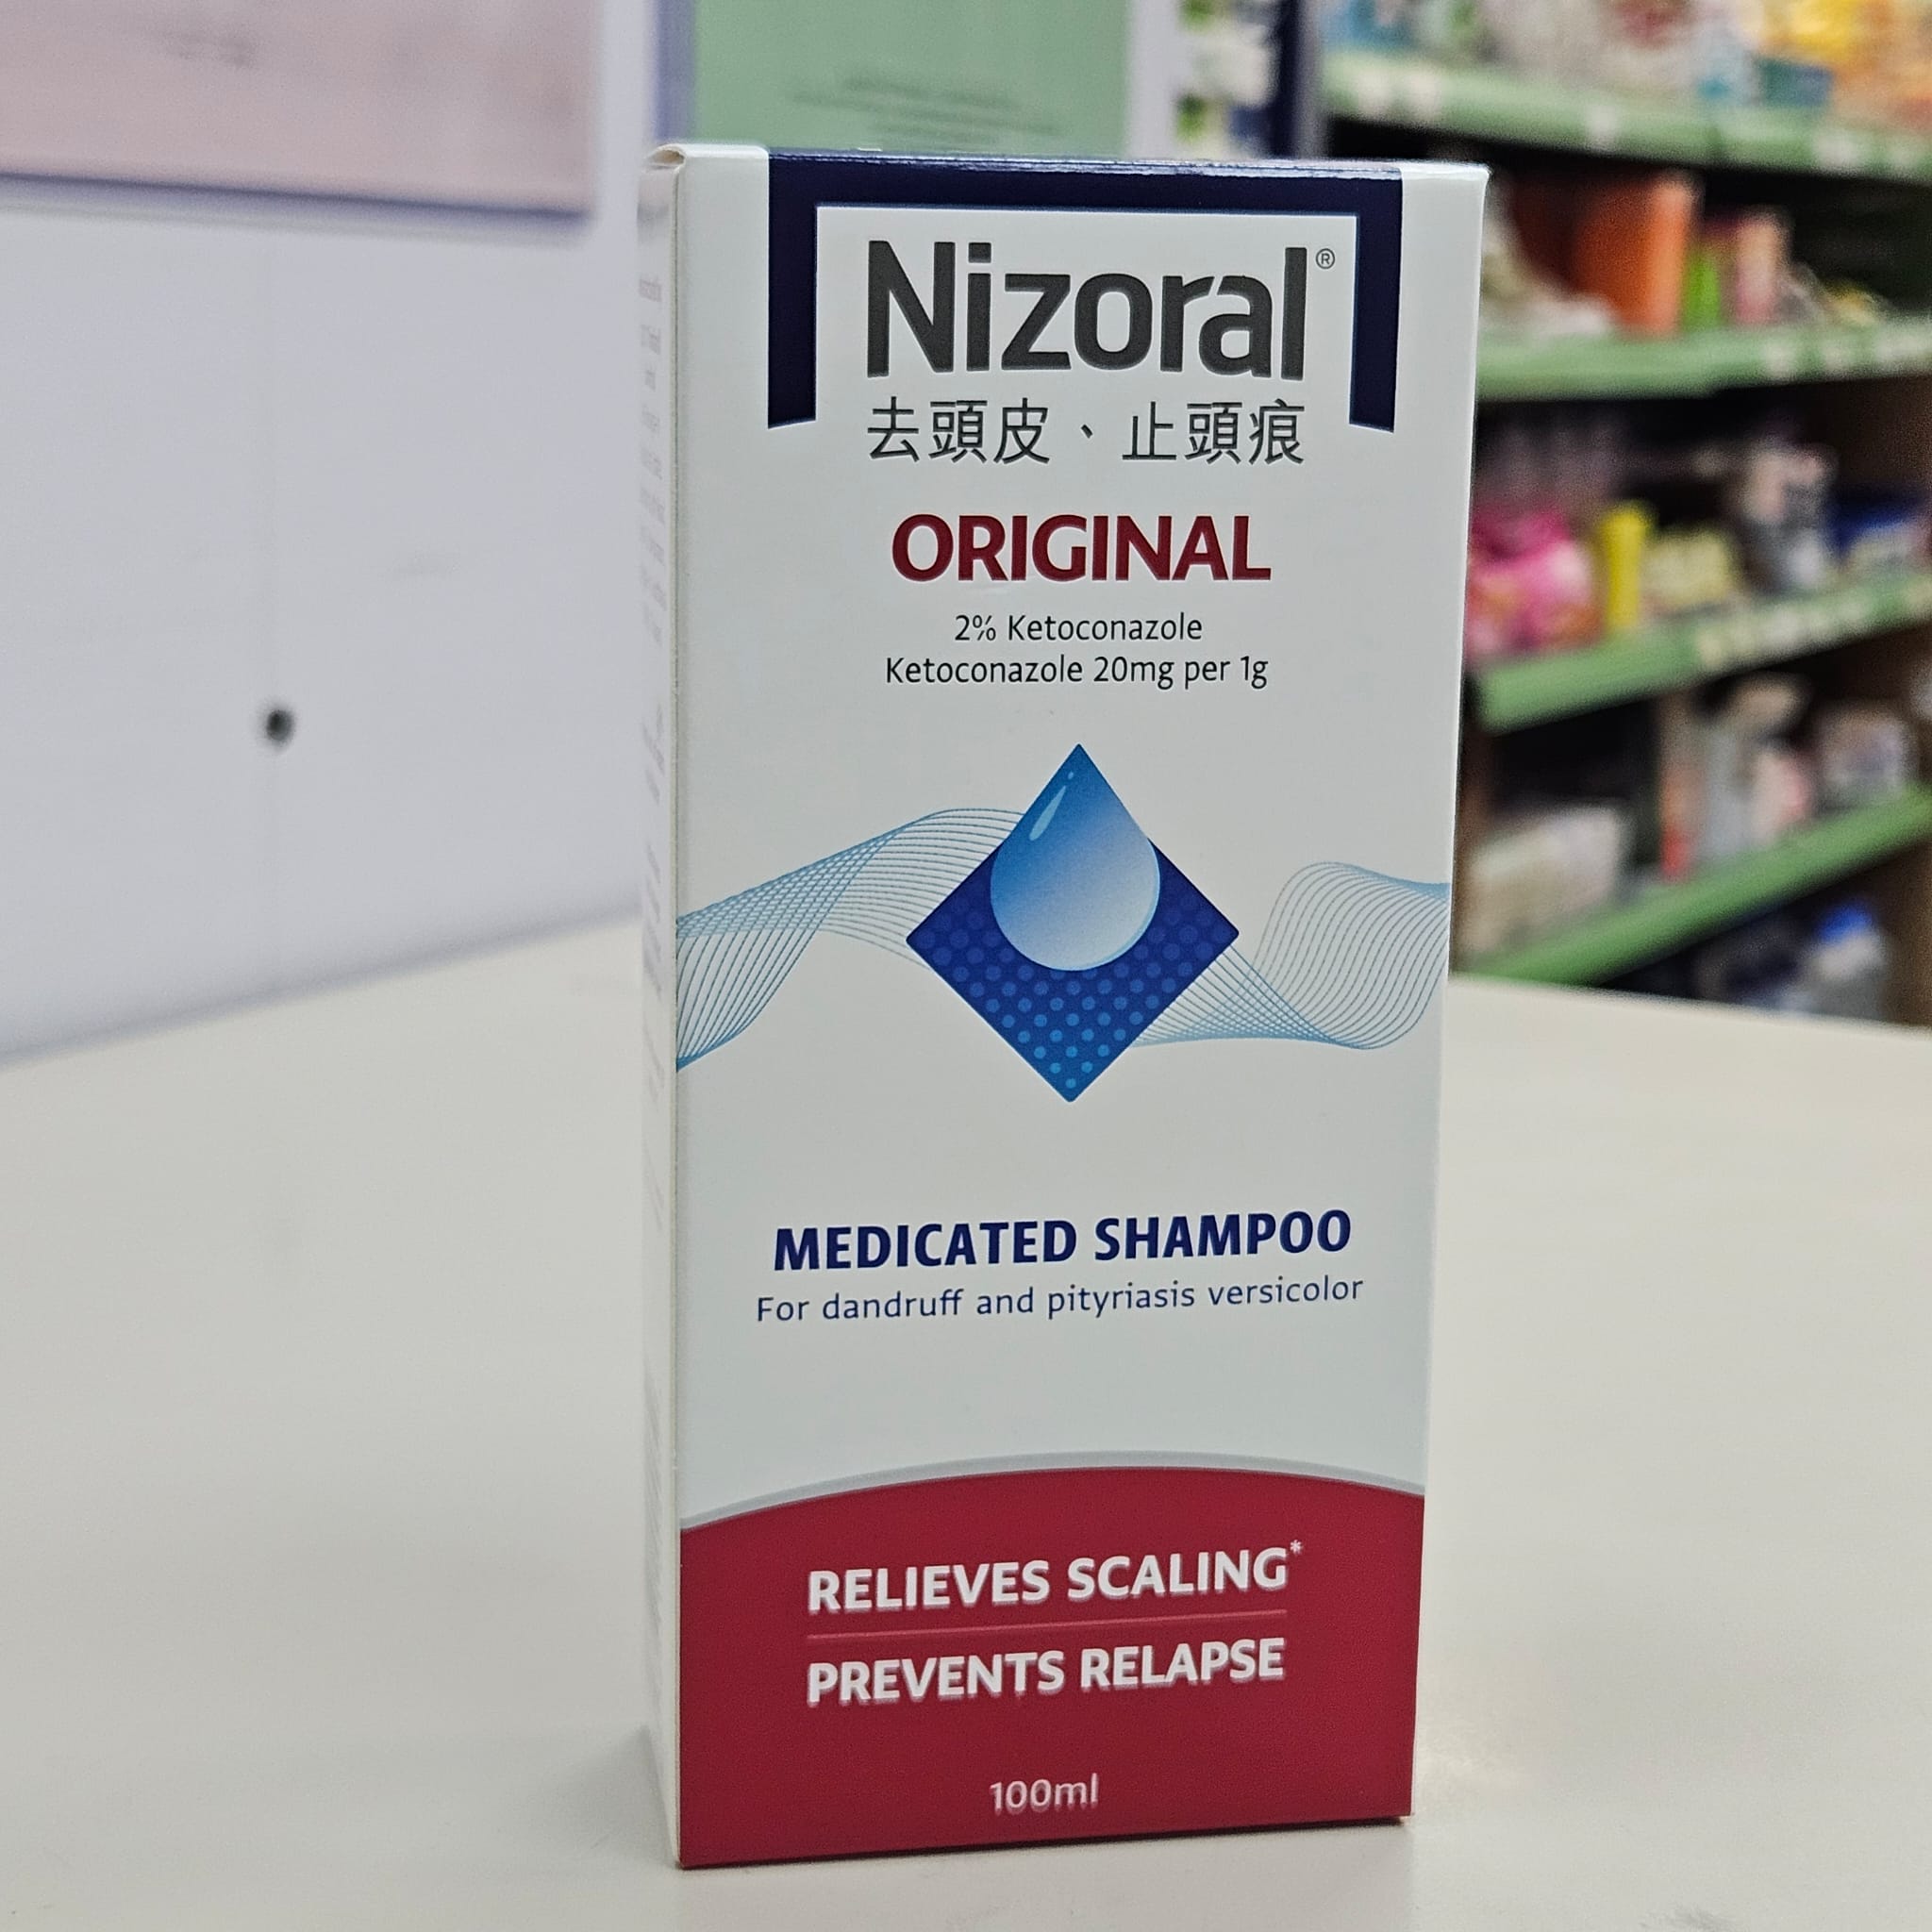 Nizoral®
去頭皮、止頭痕
ORIGINAL
2% Ketoconazole
Ketoconazole 20mg per 1g
MEDICATED SHAMPOO
For dandruff and pityriasis versicolor
RELIEVES SCALING*
PREVENTS RELAPSE
100ml